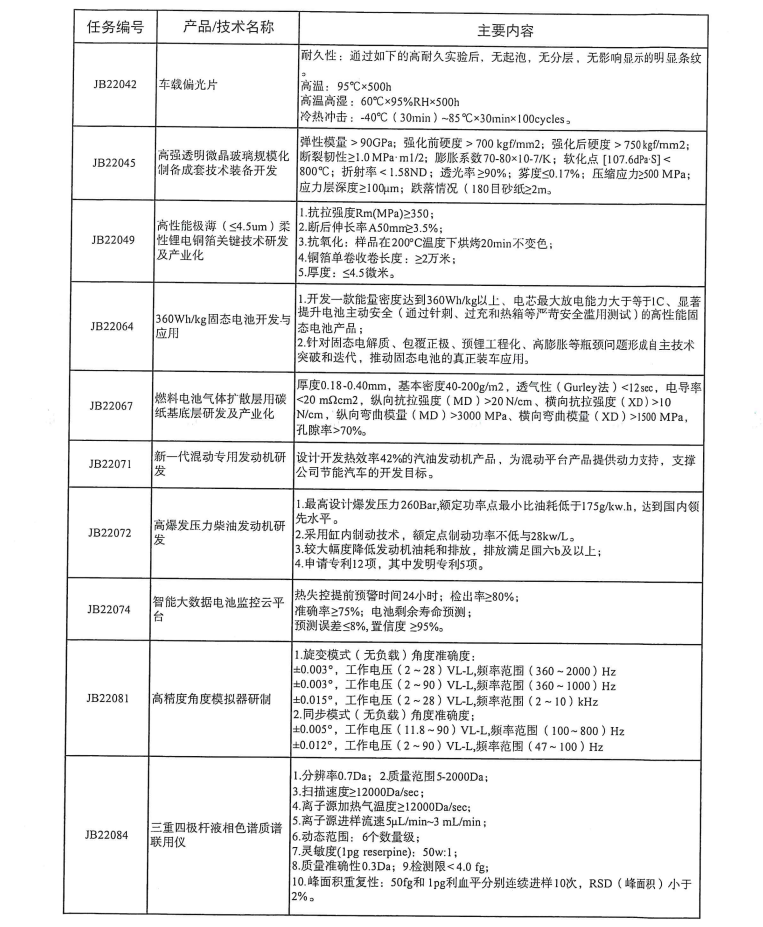 任务编号
产品/技术名称
主要内容
JB22042
车载偏光片
耐久性：通过如下的高耐久实验后，无起泡，无分层，无影响显示的明显条纹
。
高温：95℃×500h
高温高湿：60℃×95%RH×500h
冷热冲击：-40℃（30min）~85℃×30min×100cycles。
JB22045
高强透明微晶玻璃规模化
制备成套技术装备开发
弹性模量＞90GPa；强化前硬度＞700 kgf/mm2；强化后硬度＞750kgf/mm2；
断裂韧性≥1.0 MPa·m1/2；膨胀系数70-80×10-7/K；软化点 [107.6dPa·S]＜
800℃；折射率＜1.58ND；透光率≥90%；雾度≤0.17%；压缩应力≥500 MPa；
应力层深度≥100μm；跌落情况（180目砂纸≥2m。
JB22049
高性能极薄（≤4.5um）柔
性锂电铜箔关键技术研发
及产业化
1.抗拉强度Rm(MPa)≥350；
2.断后伸长率A50mm≥3.5%；
3.抗氧化：样品在200°C温度下烘烤20min不变色；
4.铜箔单卷收卷长度：≥2万米；
5.厚度：≤4.5微米。
JB22064
360Wh/kg固态电池开发与
应用
1.开发一款能量密度达到360Wh/kg以上、电芯最大放电能力大于等于1C、显著
提升电池主动安全（通过针刺、过充和热箱等严苛安全滥用测试）的高性能固
态电池产品；
2.针对固态电解质、包覆正极、预锂工程化、高膨胀等瓶颈问题形成自主技术
突破和迭代，推动固态电池的真正装车应用。
JB22067
燃料电池气体扩散层用碳
纸基底层研发及产业化
厚度0.18-0.40mm，基本密度40-200g/m2，透气性（Gurley法）<12sec，电导率
<20 mΩcm2，纵向抗拉强度（MD）>20 N/cm、横向抗拉强度（XD）>10
N/cm，纵向弯曲模量（MD）>3000 MPa、横向弯曲模量（XD）>1500 MPa，
孔隙率>70%。
JB22071
新一代混动专用发动机研
发
设计开发热效率42%的汽油发动机产品，为混动平台产品提供动力支持，支撑
公司节能汽车的开发目标。
JB22072
高爆发压力柴油发动机研
发
1.最高设计爆发压力260Bar,额定功率点最小比油耗低于175g/kw.h，达到国内领
先水平。
2.采用缸内制动技术，额定点制动功率不低与28kw/L。
3.较大幅度降低发动机油耗和排放，排放满足国六b及以上；
4.申请专利12项，其中发明专利5项。
JB22074
智能大数据电池监控云平
台
热失控提前预警时间24小时；检出率≥80%；
准确率≥75%；电池剩余寿命预测；
预测误差≤8%,置信度 ≥95%。
JB22081
高精度角度模拟器研制
1.旋变模式（无负载）角度准确度：
±0.003°，工作电压（2～28）VL-L,频率范围（360～2000）Hz
±0.003°，工作电压（2～90）VL-L,频率范围（360～1000）Hz
±0.015°，工作电压（2～28）VL-L,频率范围（2～10）kHz
2.同步模式（无负载）角度准确度；
±0.005°，工作电压（11.8～90）VL-L,频率范围（100～800）Hz
±0.012°，工作电压（2～90）VL-L,频率范围（47～100）Hz
JB22084
三重四极杆液相色谱质谱
联用仪
1.分辨率0.7Da；2.质量范围5-2000Da；
3.扫描速度≥12000Da/sec；
4.离子源加热气温度≥12000Da/sec；
5.离子源进样流速5μL/min~3 mL/min；
6.动态范围：6个数量级；
7.灵敏度(1pg reserpine)：50w:1；
8.质量准确性0.3Da；9.检测限<4.0 fg；
10.峰面积重复性：50fg和 1pg利血平分别连续进样10次，RSD（峰面积）小于
2%。